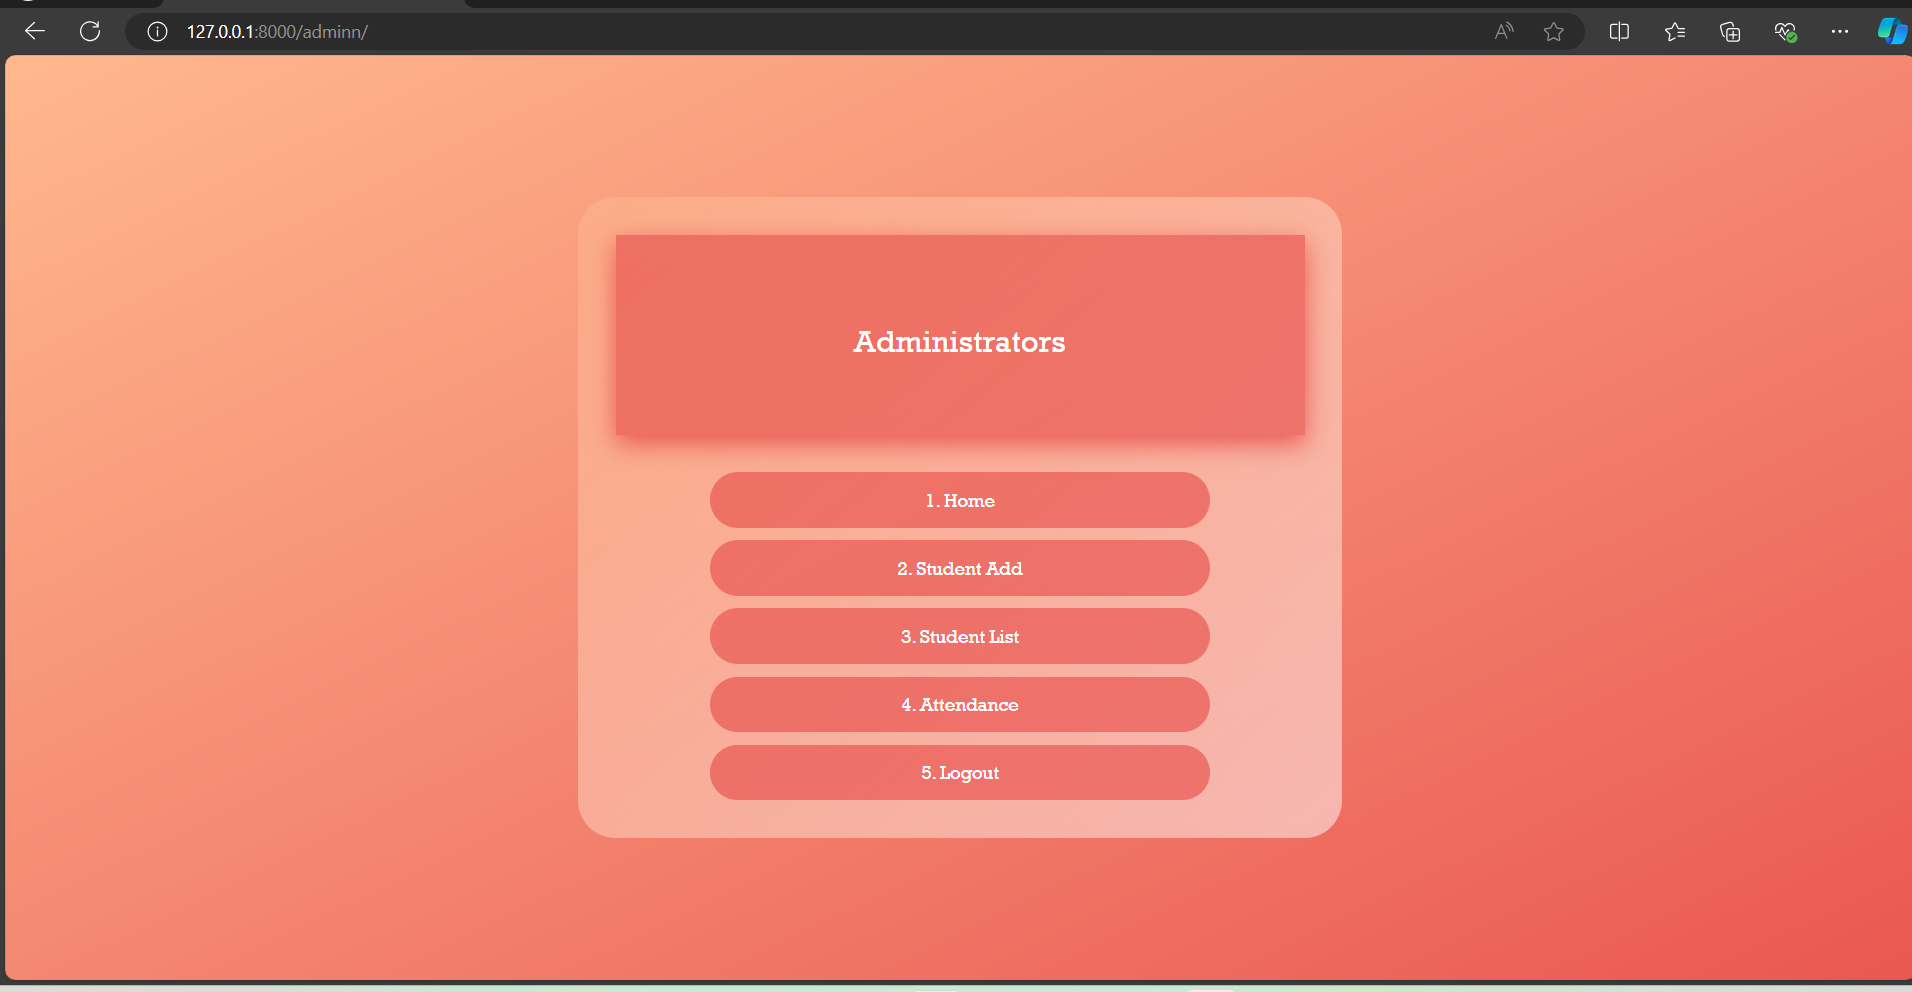 127.0.0.1:8000/adminn/
Administrators
1. Home
2. Student Add
3. Student List
4. Attendance
5. Logout